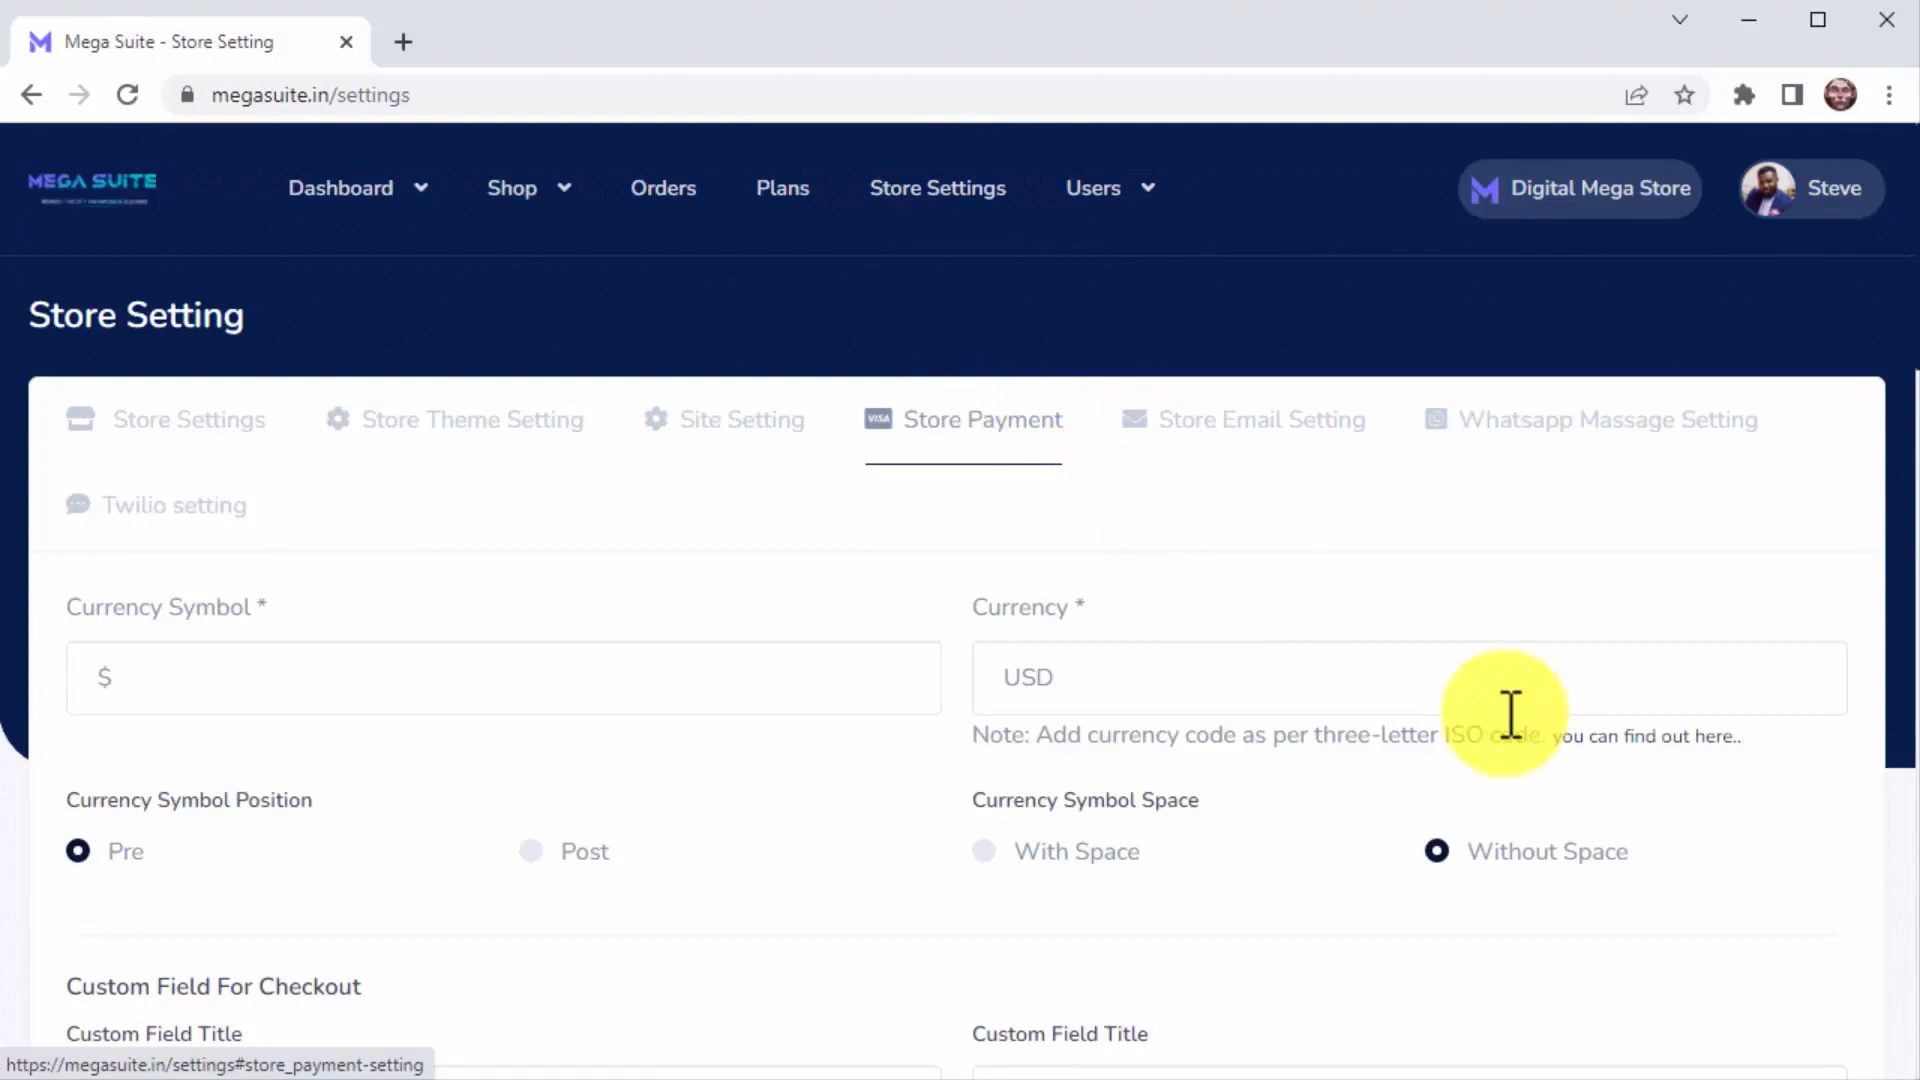 Mega Suite - Store Setting
megasuite.in/settings
MEGA SUITE
Dashboard
Shop
Orders
Plans
Store Settings
Users
Digital Mega Store
Steve
Store Setting
Store Settings
Store Theme Setting
Site Setting
VISA
Store Payment
Store Email Setting
Whatsapp Massage Setting
Twilio setting
Currency Symbol *
Currency *
$
USD
Note: Add currency code as per three-letter ISO code. you can find out here..
Currency Symbol Position
Currency Symbol Space
Pre
Post
With Space
Without Space
Custom Field For Checkout
Custom Field Title
Custom Field Title
https://megasuite.in/settings#store_payment-setting